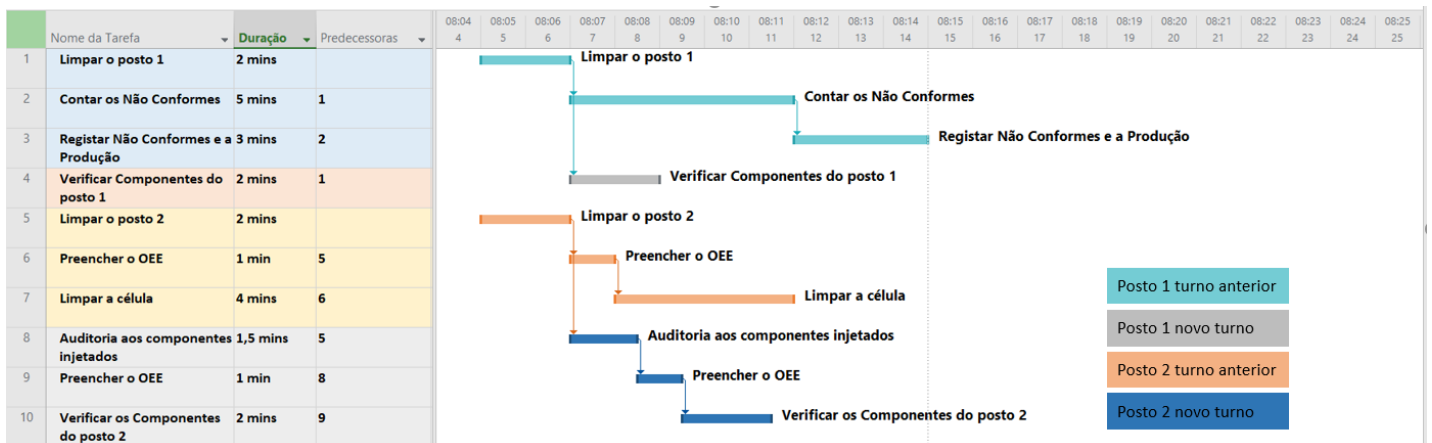 08:04 08:05 08:06 08:07 08:08 08:09 08:10 08:11 08:12 08:13 08:14 08:15 08:16 08:17 08:18 08:19 08:20 08:21 08:22 08:23 08:24 08:25
Nome da Tarefa Duração Predecessoras 4 5 6 7 8 9 10 11 12 13 14 15 16 17 18 19 20 21 22 23 24 25
1 Limpar o posto 1 2 mins Limpar o posto 1
2 Contar os Não Conformes 5 mins 1 Contar os Não Conformes
3 Registar Não Conformes e a 3 mins 2 Registar Não Conformes e a Produção
Produção
4 Verificar Componentes do 2 mins 1 Verificar Componentes do posto 1
posto 1
5 Limpar o posto 2 2 mins Limpar o posto 2
6 Preencher o OEE 1 min 5 Preencher o OEE
7 Limpar a célula 4 mins 6 Limpar a célula
8 Auditoria aos componentes 1,5 mins 5 Auditoria aos componentes injetados
injetados
9 Preencher o OEE 1 min 8 Preencher o OEE
10 Verificar os Componentes 2 mins 9 Verificar os Componentes do posto 2
do posto 2
Posto 1 turno anterior
Posto 1 novo turno
Posto 2 turno anterior
Posto 2 novo turno